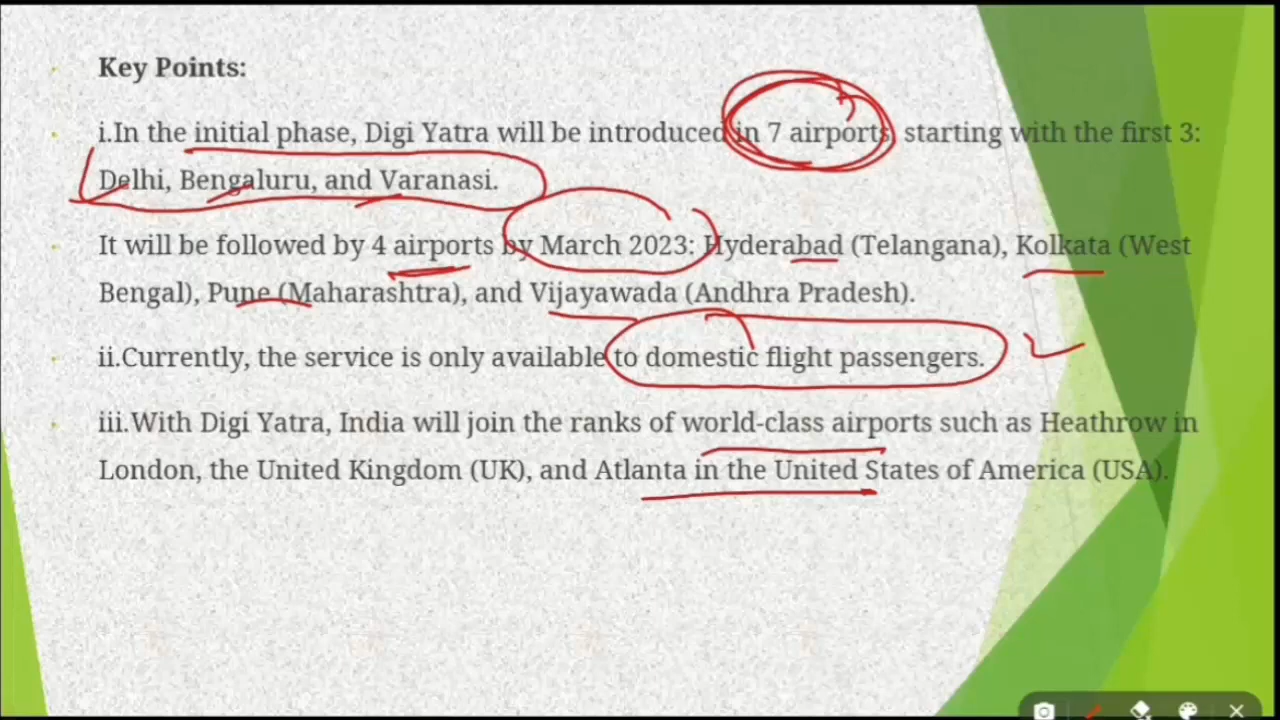 Key Points:
i.In the initial phase, Digi Yatra will be introduced in 7 airports, starting with the first 3:
Delhi, Bengaluru, and Varanasi.
It will be followed by 4 airports by March 2023: Hyderabad (Telangana), Kolkata (West
Bengal), Pune (Maharashtra), and Vijayawada (Andhra Pradesh).
ii.Currently, the service is only available to domestic flight passengers.
iii.With Digi Yatra, India will join the ranks of world-class airports such as Heathrow in
London, the United Kingdom (UK), and Atlanta in the United States of America (USA).